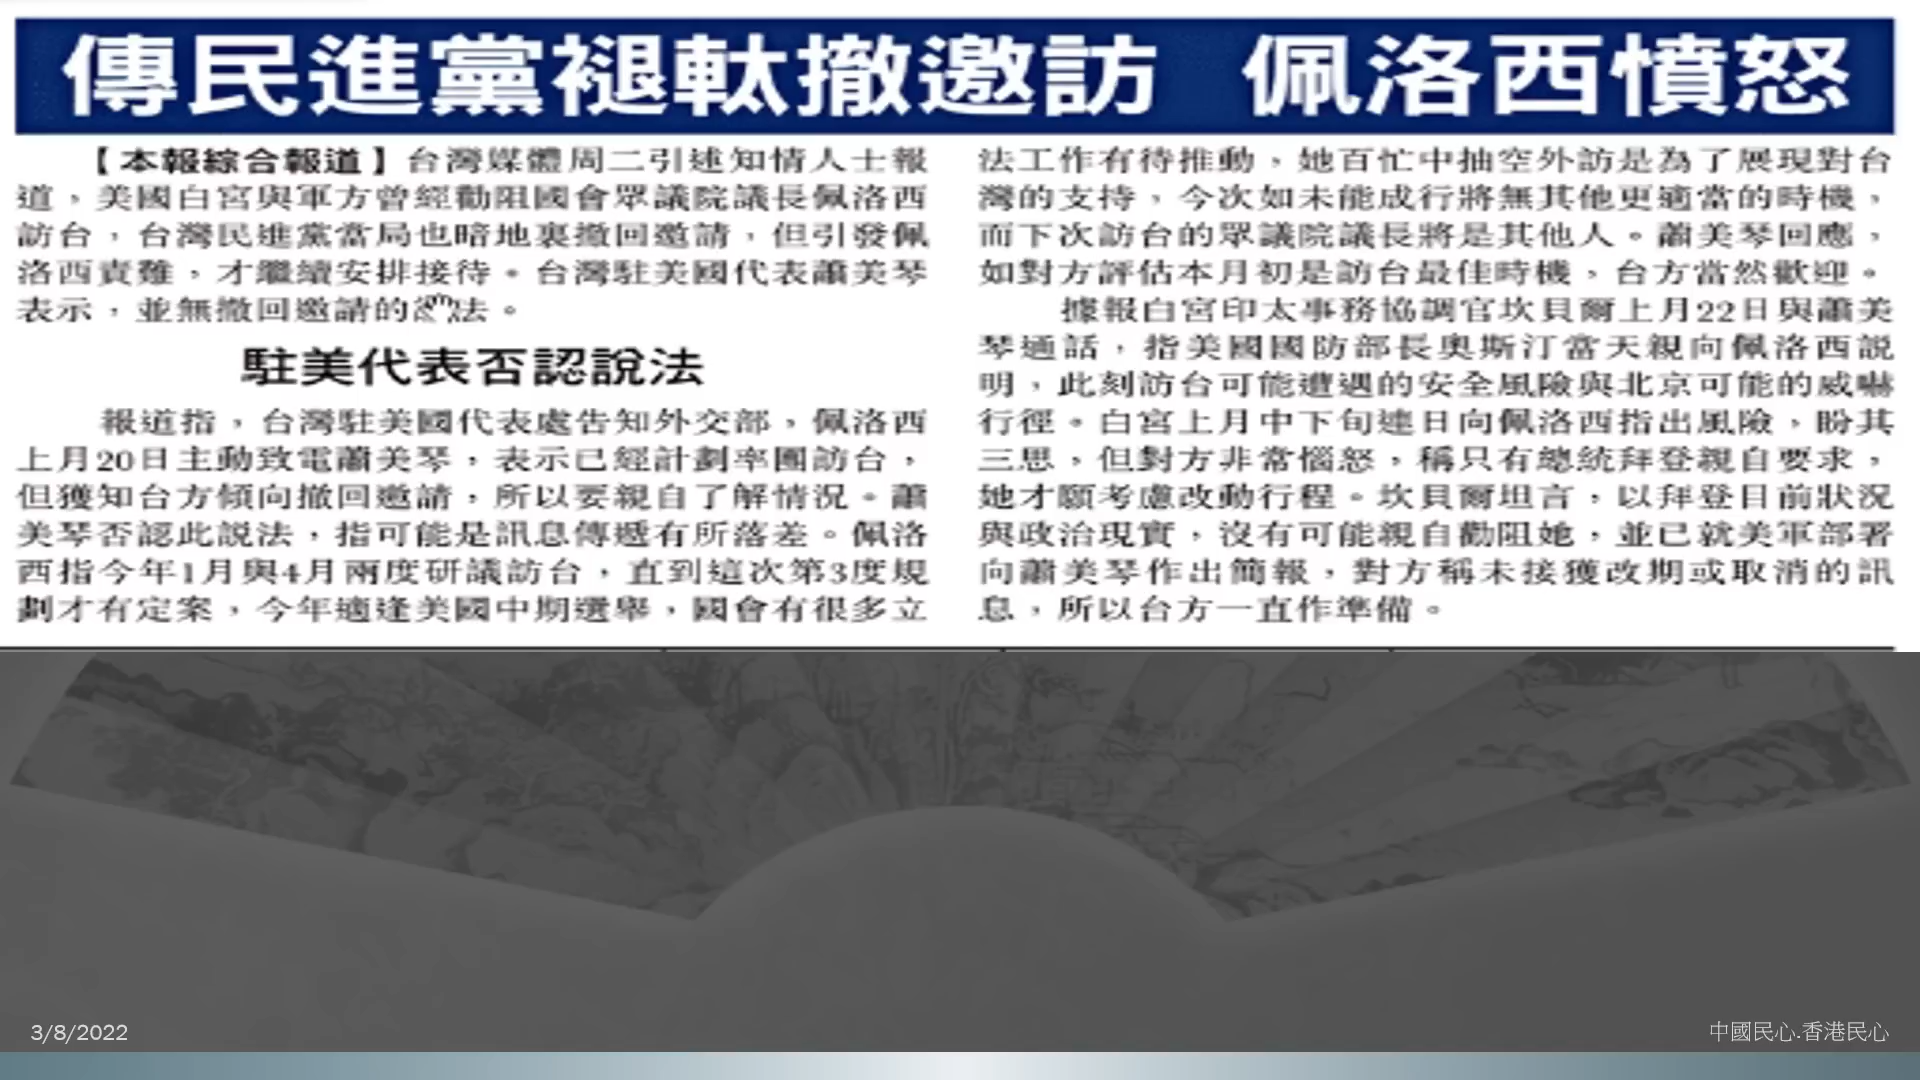 傳民進黨褪軚撤邀訪 佩洛西憤怒
【本報綜合報道】台灣媒體周二引述知情人士報
道，美國白宮與軍方曾經勸阻國會眾議院議長佩洛西
訪台，台灣民進黨當局也暗地裏撤回邀請，但引發佩
洛西責難，才繼續安排接待。台灣駐美國代表蕭美琴
表示，並無撤回邀請的法。
駐美代表否認說法
報道指，台灣駐美國代表處告知外交部，佩洛西
上月20日主動致電蕭美琴，表示已經計劃率團訪台，
但獲知台方傾向撤回邀請，所以要親自了解情況。蕭
美琴否認此說法，指可能是訊息傳遞有所落差。佩洛
西指今年1月與4月兩度研議訪台，直到這次第3度規
劃才有定案，今年適逢美國中期選舉，國會有很多立
法工作有待推動，她百忙中抽空外訪是為了展現對台
灣的支持，今次如未能成行將無其他更適當的時機，
而下次訪台的眾議院議長將是其他人。蕭美琴回應，
如對方評估本月初是訪台最佳時機，台方當然歡迎。
據報白宮印太事務協調官坎貝爾上月22日與蕭美
琴通話，指美國國防部長奧斯汀當天親向佩洛西說
明，此刻訪台可能遭遇的安全風險與北京可能的威嚇
行徑。白宮上月中下旬連日向佩洛西指出風險，盼其
三思，但對方非常惱怒，稱只有總統拜登親自要求，
她才願考慮改動行程。坎貝爾坦言，以拜登目前狀況
與政治現實，沒有可能親自勸阻她，並已就美軍部署
向蕭美琴作出簡報，對方稱未接獲改期或取消的訊
息，所以台方一直作準備。
3/8/2022
中國民心.香港民心